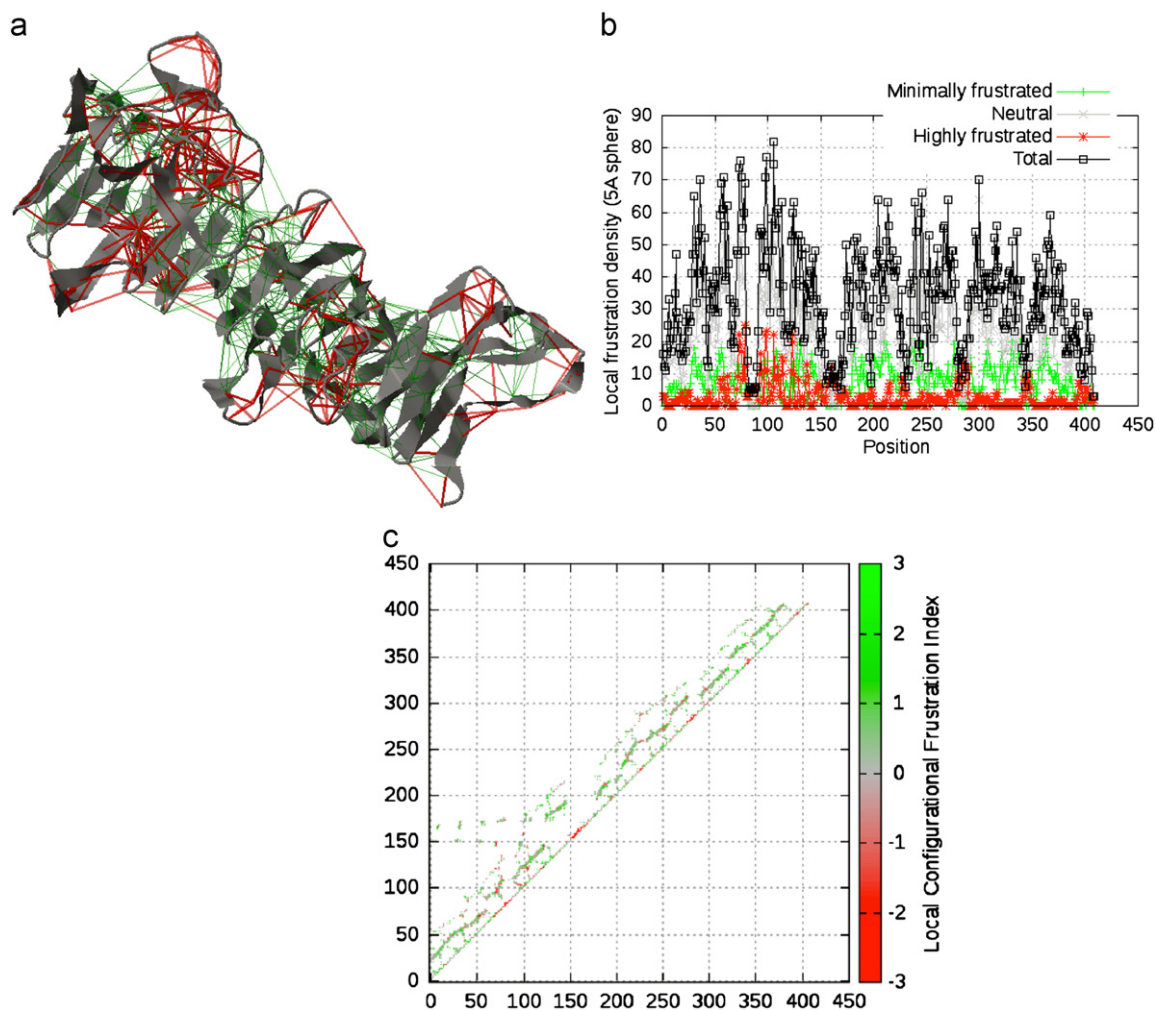 a
b
Minimally frustrated
Neutral
Highly frustrated
Total
Local frustration density (5A sphere)
90
80
70
60
50
40
30
20
10
0
0 50 100 150 200 250 300 350 400 450
Position
c
450
400
350
300
250
200
150
100
50
0
0 50 100 150 200 250 300 350 400 450
3
2
1
0
-1
-2
-3
Local Configurational Frustration Index